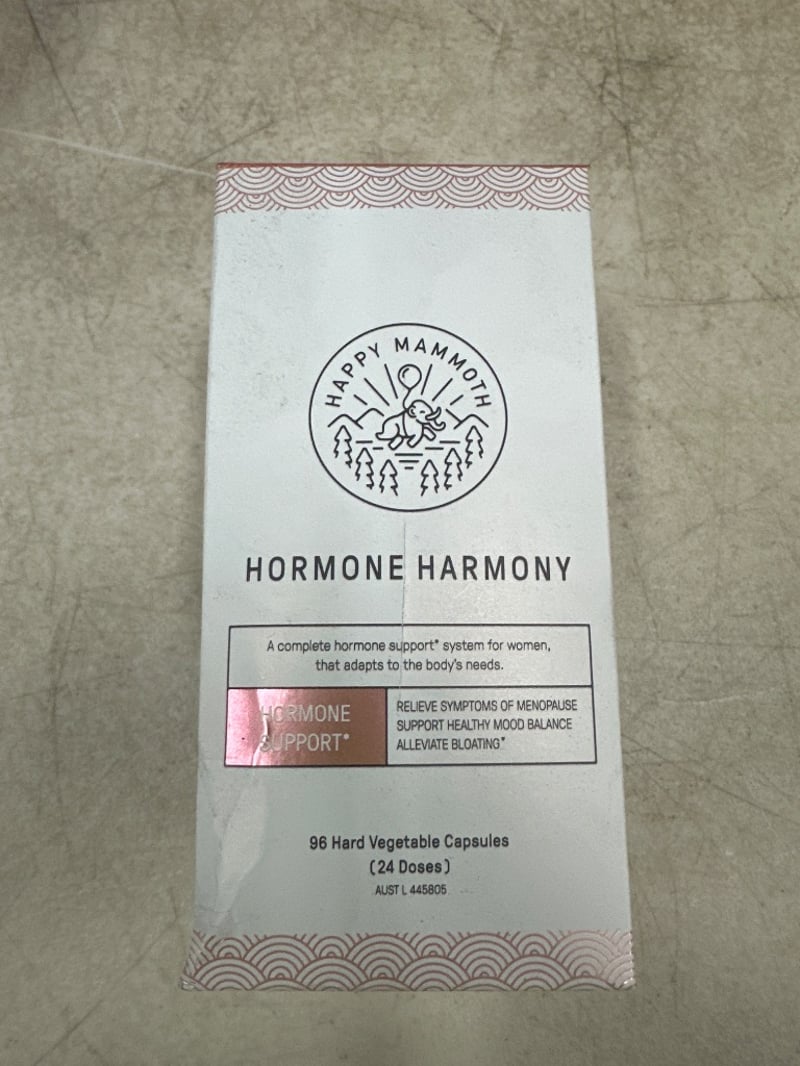 HAPPY MAMMOTH
HORMONE HARMONY
A complete hormone support* system for women,
that adapts to the body's needs.
HORMONE
SUPPORT*
RELIEVE SYMPTOMS OF MENOPAUSE
SUPPORT HEALTHY MOOD BALANCE
ALLEVIATE BLOATING*
96 Hard Vegetable Capsules
(24 Doses)
AUST L 445805